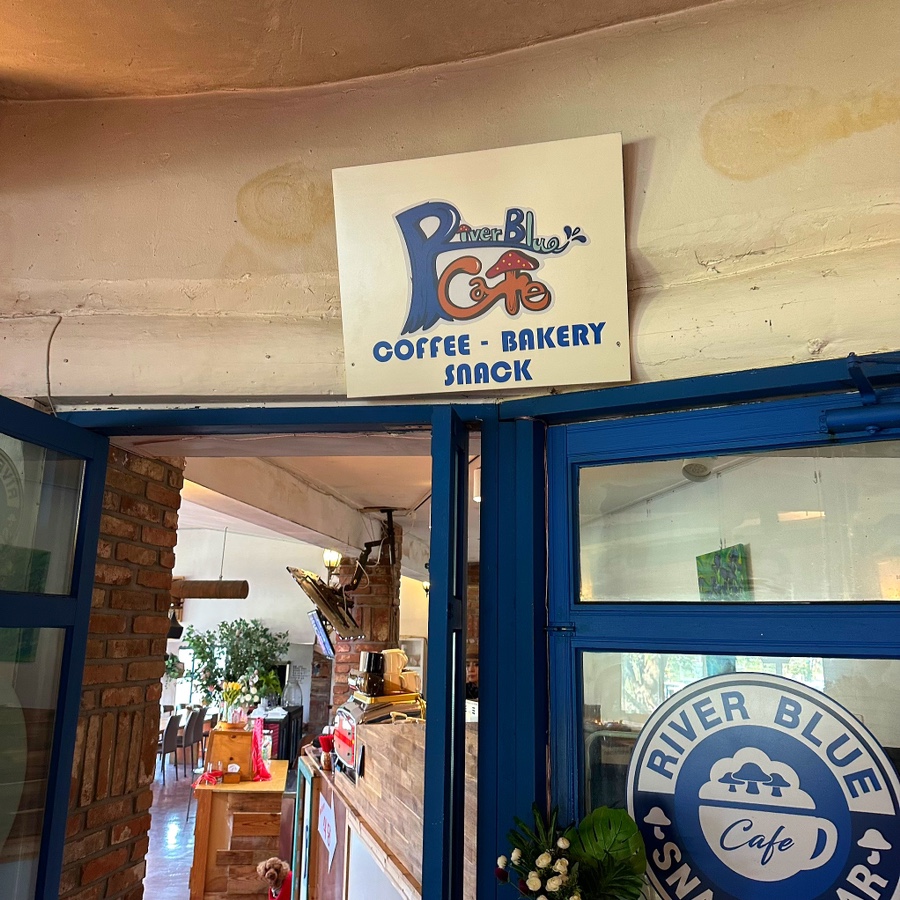 River Blue
Cafe
COFFEE - BAKERY
SNACK
RIVER BLUE
Cafe